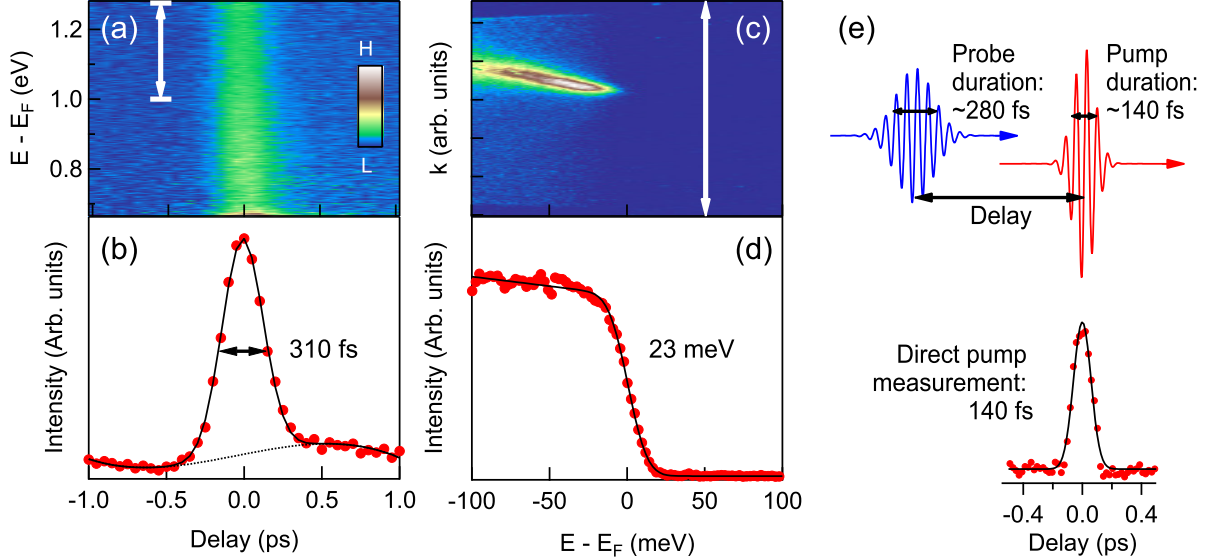 (a)
H
L
1.2
1.0
0.8
E - E_F (eV)
(b)
310 fs
Intensity (Arb. units)
-1.0
-0.5
0.0
0.5
1.0
Delay (ps)
(c)
k (arb. units)
(d)
23 meV
Intensity (Arb. units)
-100
-50
0
50
100
E - E_F (meV)
(e)
Probe
duration:
~280 fs
Pump
duration:
~140 fs
Delay
Direct pump
measurement:
140 fs
-0.4
0.0
0.4
Delay (ps)